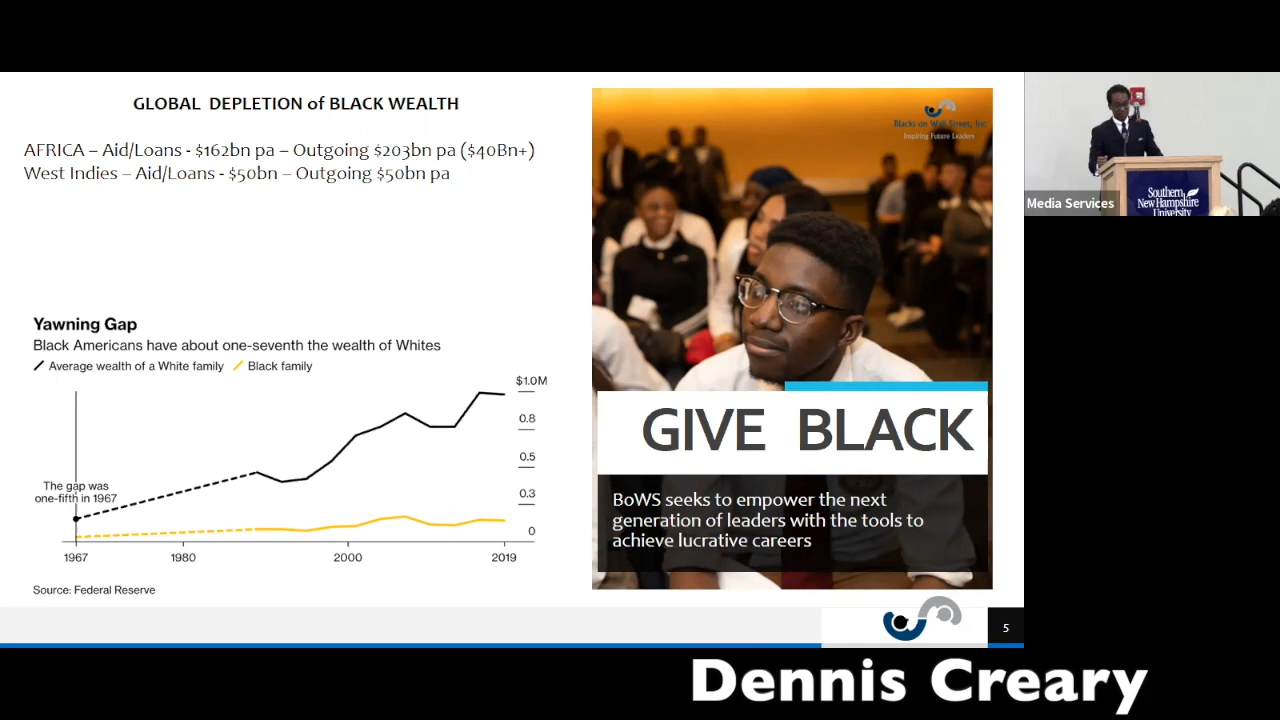 GLOBAL DEPLETION of BLACK WEALTH
AFRICA – Aid/Loans - $162bn pa – Outgoing $203bn pa ($40Bn+)
West Indies – Aid/Loans - $50bn – Outgoing $50bn pa
Yawning Gap
Black Americans have about one-seventh the wealth of Whites
Average wealth of a White family Black family
$1.0M
0.8
0.5
0.3
0
The gap was
one-fifth in 1967
1967 1980 2000 2019
Source: Federal Reserve
Blacks on Wall Street, Inc
Inspiring Future Leaders
GIVE BLACK
BoWS seeks to empower the next
generation of leaders with the tools to
achieve lucrative careers
5
Media Services
Southern
New Hampshire
University
Dennis Creary